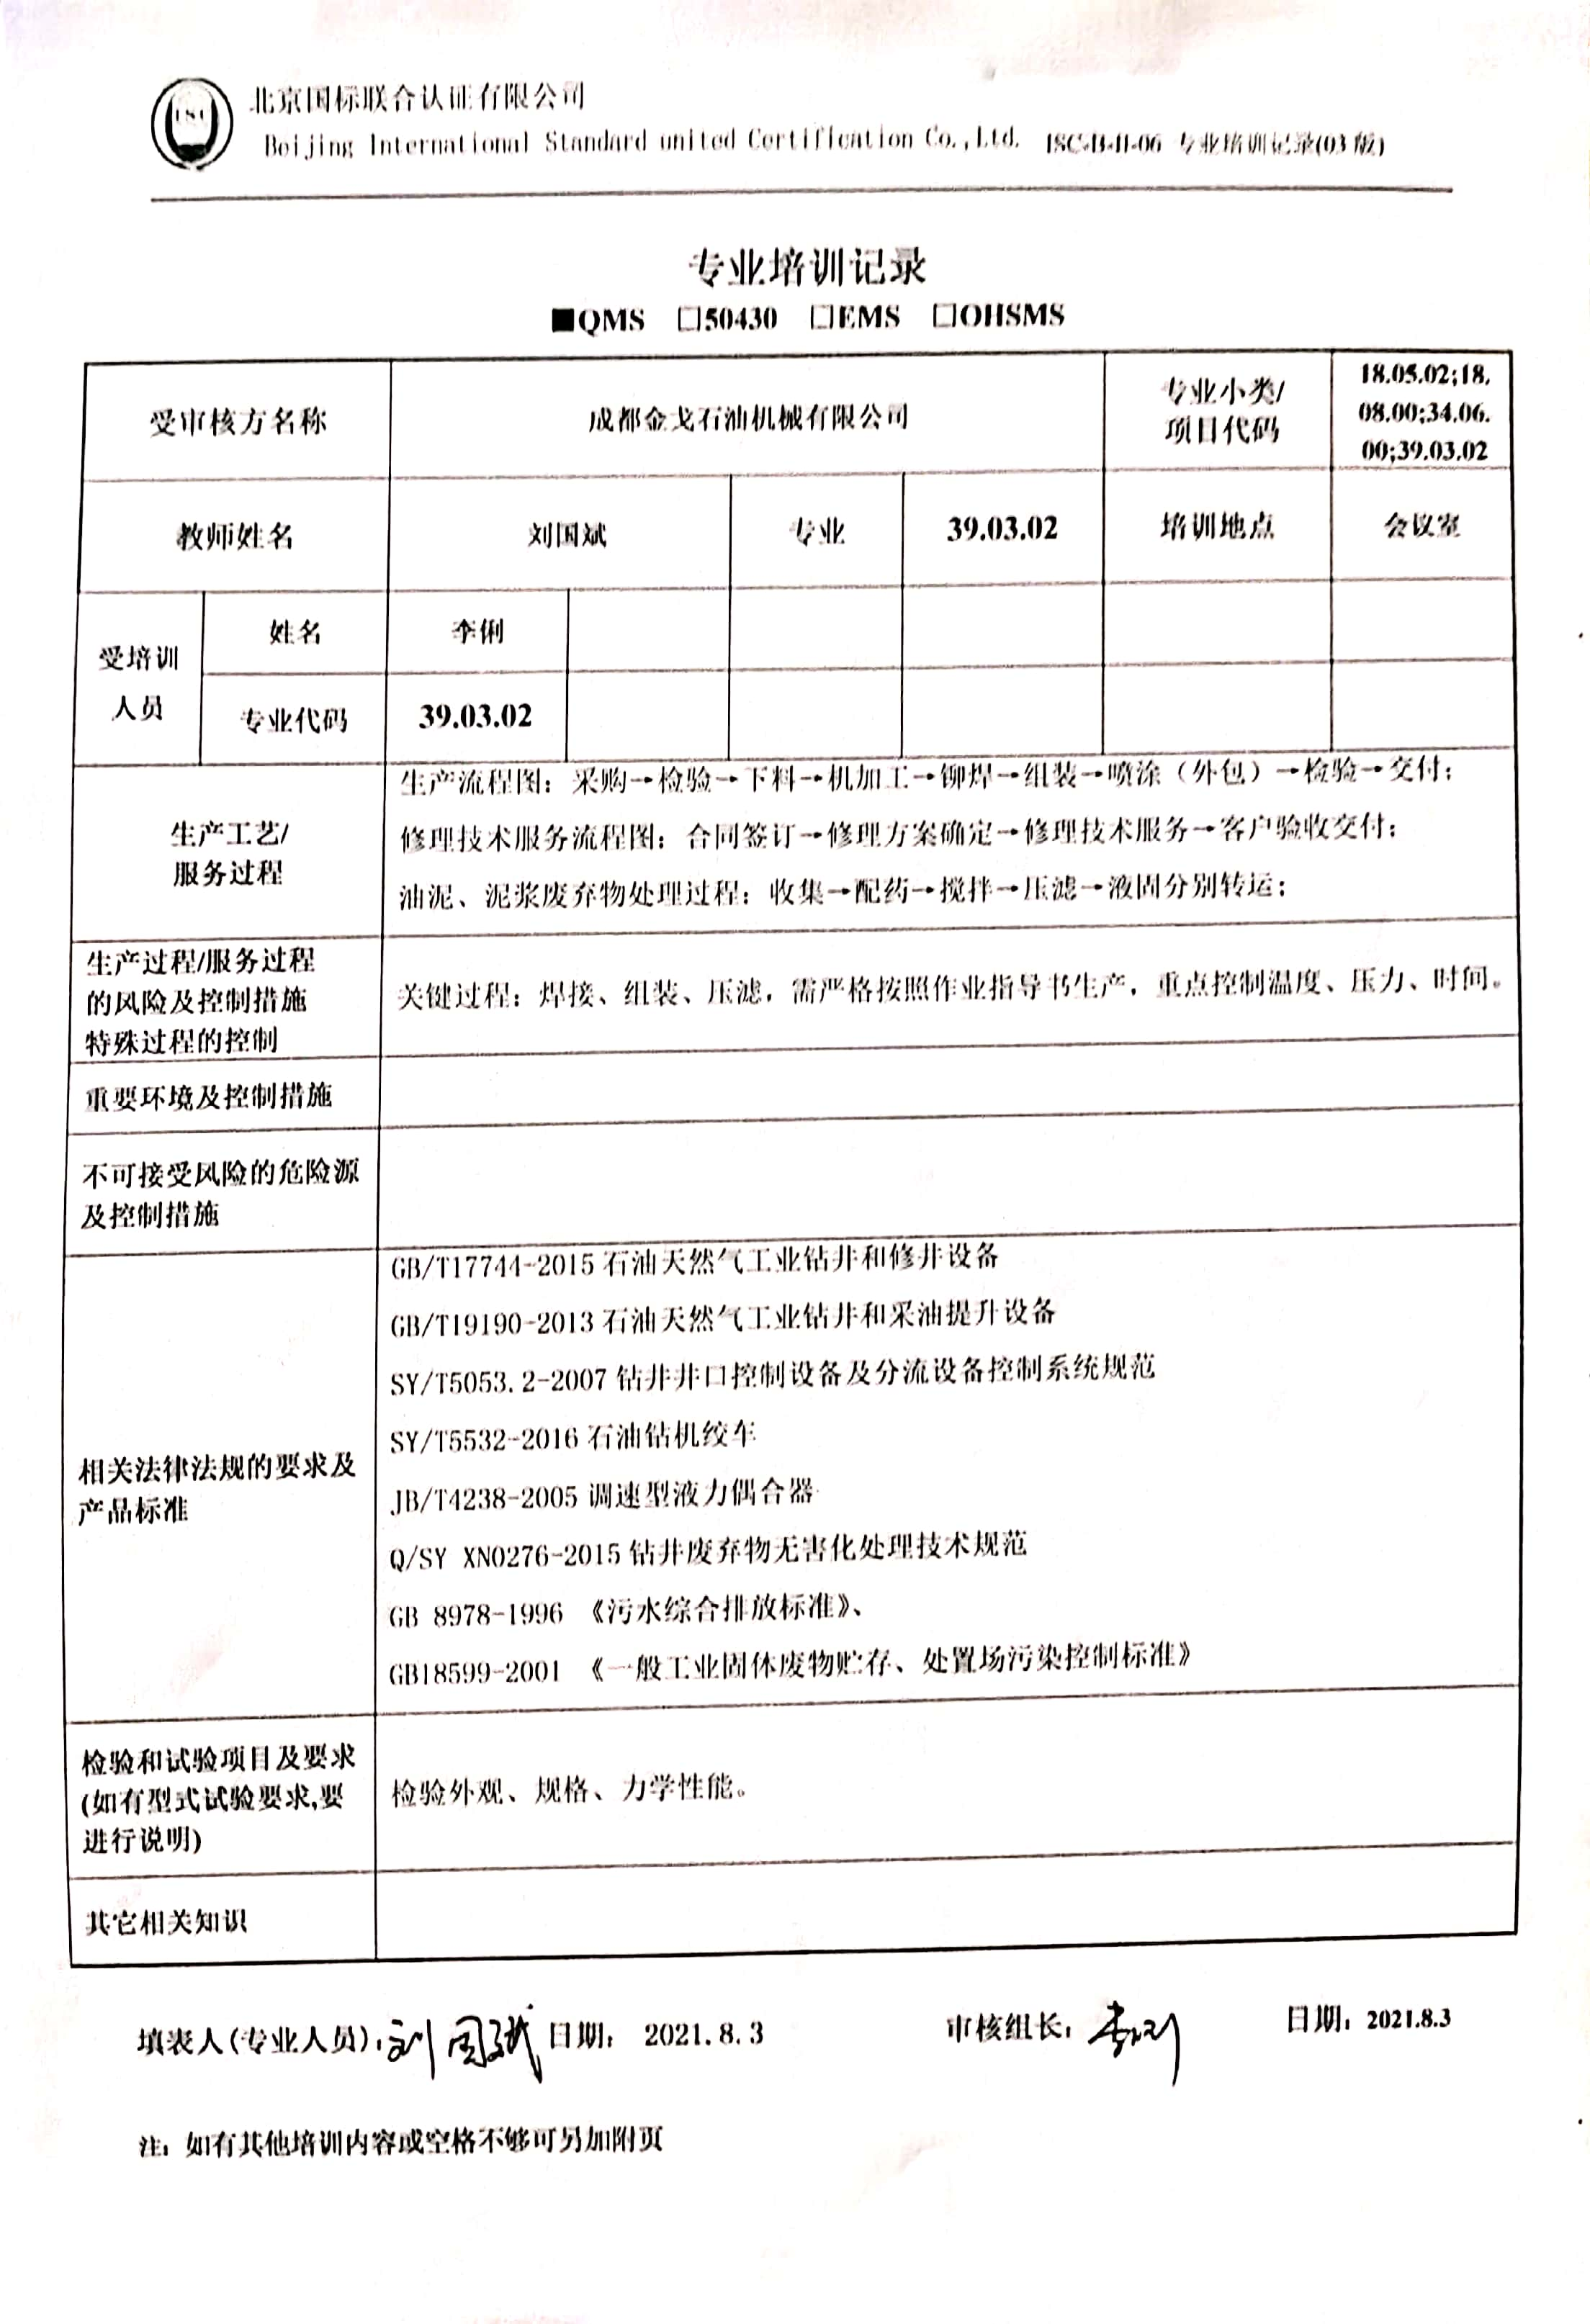 北京国标联合认证有限公司
Beijing International Standard united Certification Co.,Ltd. ISC-B-II-06 专业培训记录(03版)
专业培训记录
■QMS □50430 □EMS □OHSMS
受审核方名称 成都金戈石油机械有限公司 专业小类/ 项目代码 18.05.02;18.
08.00;34.06.
00;39.03.02
教师姓名 刘国斌 专业 39.03.02 培训地点 会议室
受培训
人员
姓名 李俐
专业代码 39.03.02
生产工艺/
服务过程
生产流程图：采购→检验→下料→机加工→铆焊→组装→喷涂（外包）→检验→交付；
修理技术服务流程图：合同签订→修理方案确定→修理技术服务→客户验收交付；
油泥、泥浆废弃物处理过程：收集→配药→搅拌→压滤→液固分别转运；
生产过程/服务过程
的风险及控制措施
特殊过程的控制
关键过程：焊接、组装、压滤，需严格按照作业指导书生产，重点控制温度、压力、时间。
重要环境及控制措施
不可接受风险的危险源
及控制措施
相关法律法规的要求及
产品标准
GB/T17744-2015 石油天然气工业钻井和修井设备
GB/T19190-2013 石油天然气工业钻井和采油提升设备
SY/T5053.2-2007 钻井井口控制设备及分流设备控制系统规范
SY/T5532-2016 石油钻机绞车
JB/T4238-2005 调速型液力偶合器
Q/SY XN0276-2015 钻井废弃物无害化处理技术规范
GB 8978-1996 《污水综合排放标准》、
GB18599-2001 《一般工业固体废物贮存、处置场污染控制标准》
检验和试验项目及要求
(如有型式试验要求,要
进行说明)
检验外观、规格、力学性能。
其它相关知识
填表人(专业人员)：刘国斌 日期： 2021.8.3 审核组长：李俐 日期：2021.8.3
注：如有其他培训内容或空格不够可另加附页